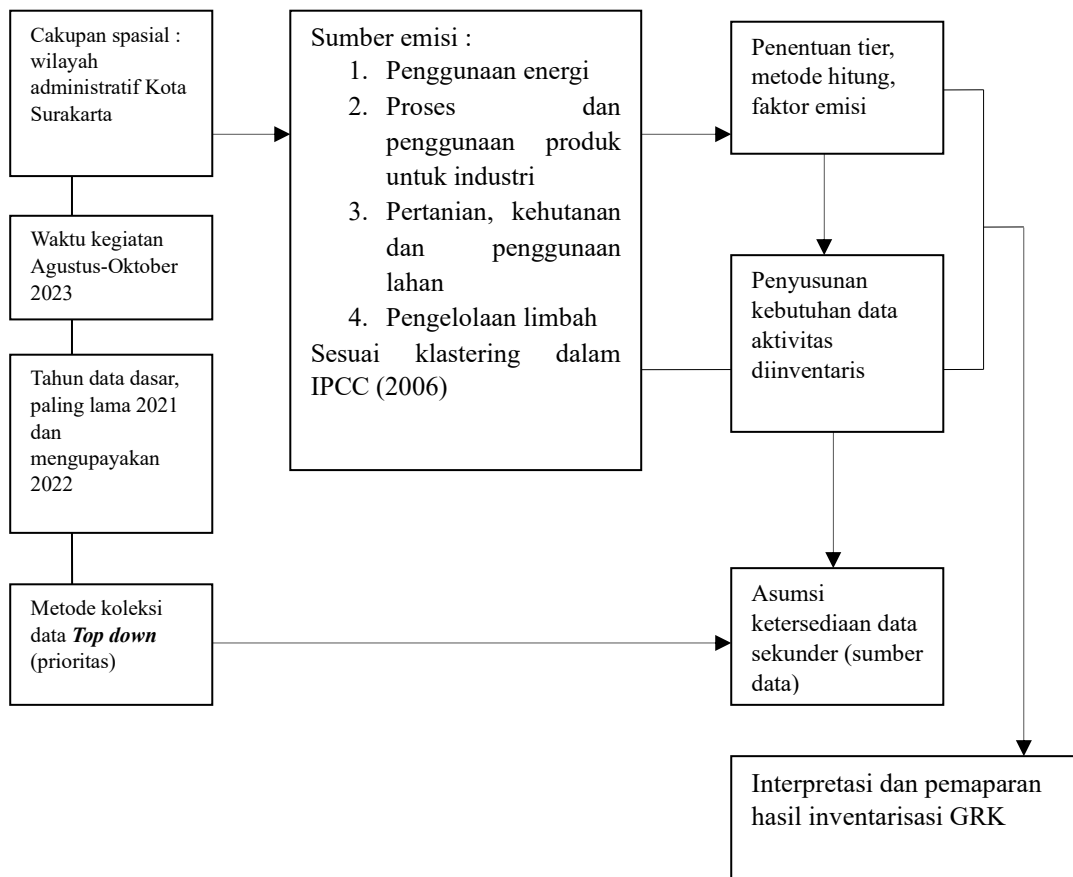 Cakupan spasial :
wilayah
administratif Kota
Surakarta
Waktu kegiatan
Agustus-Oktober
2023
Tahun data dasar,
paling lama 2021
dan
mengupayakan
2022
Metode koleksi
data Top down
(prioritas)
Sumber emisi :
1. Penggunaan energi
2. Proses dan
penggunaan produk
untuk industri
3. Pertanian, kehutanan
dan penggunaan
lahan
4. Pengelolaan limbah
Sesuai klastering dalam
IPCC (2006)
Penentuan tier,
metode hitung,
faktor emisi
Penyusunan
kebutuhan data
aktivitas
diinventaris
Asumsi
ketersediaan data
sekunder (sumber
data)
Interpretasi dan pemaparan
hasil inventarisasi GRK